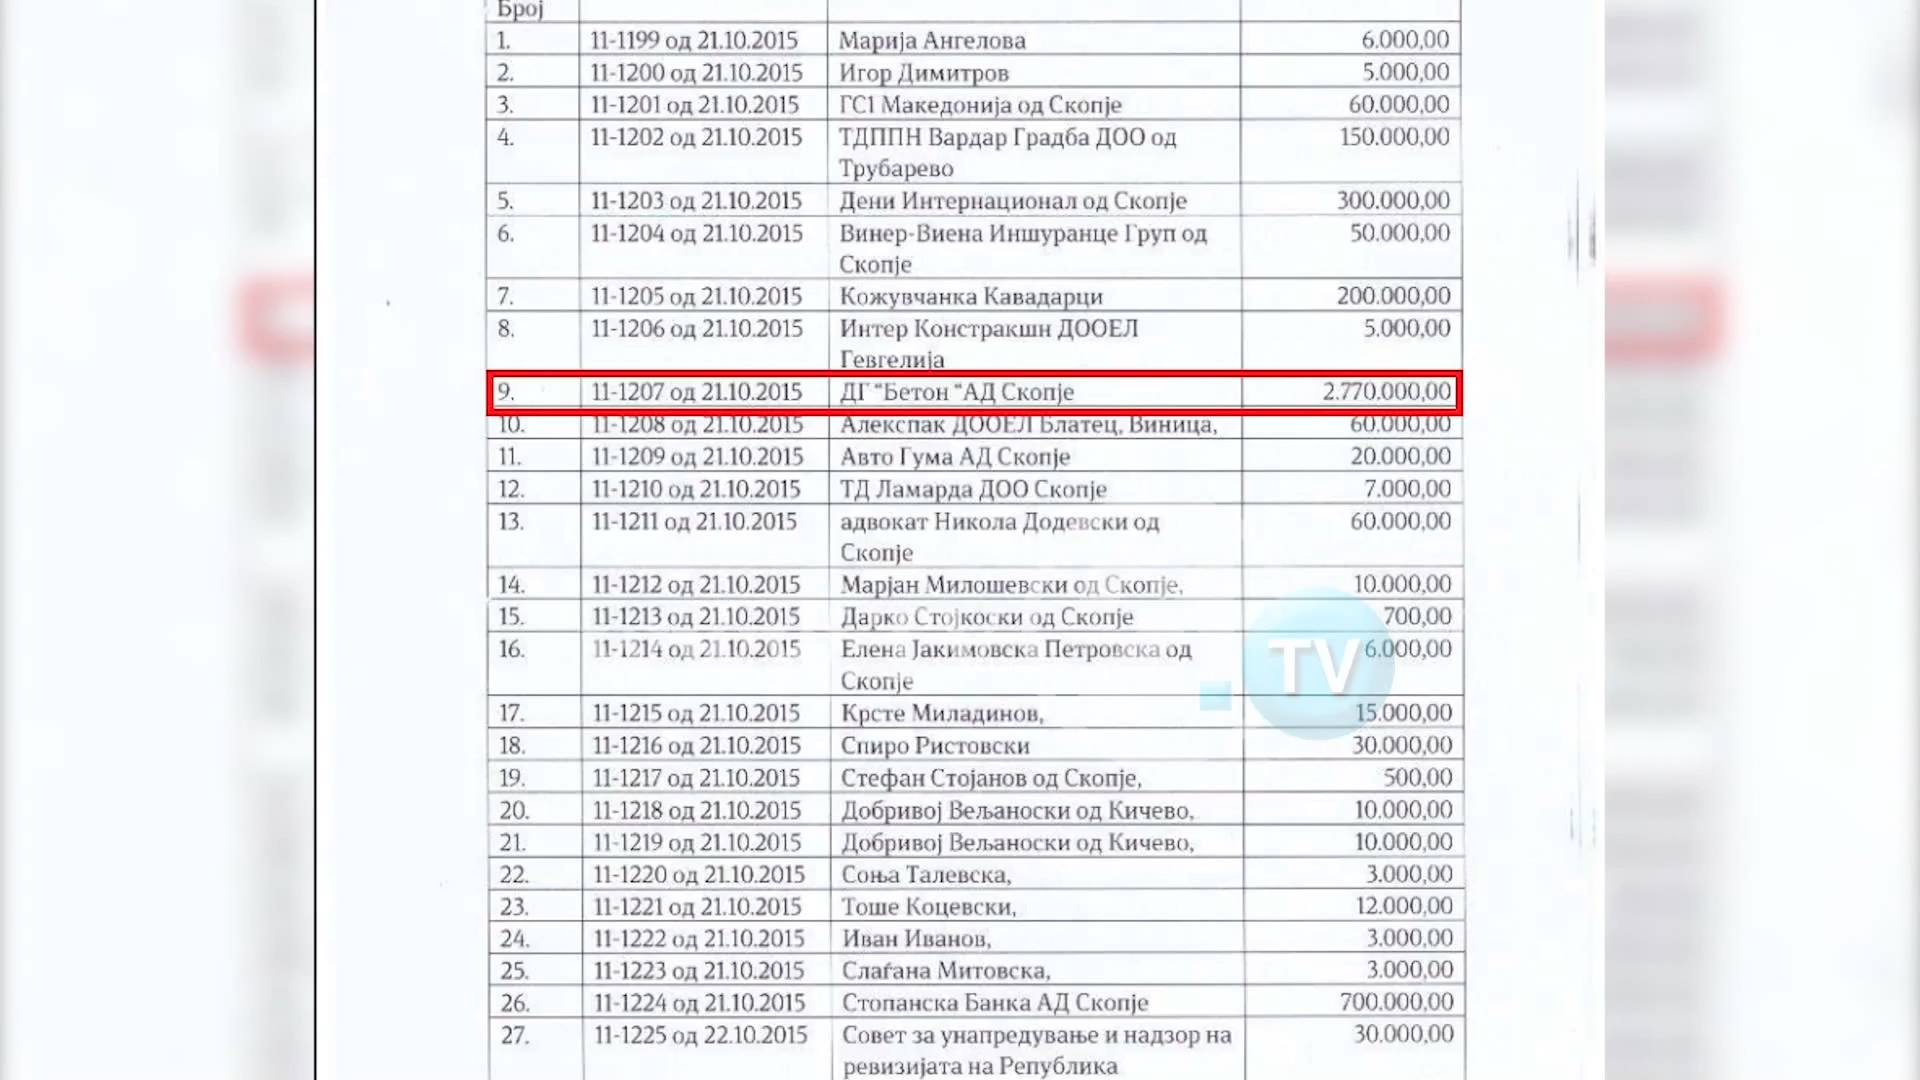 Број
1. 11-1199 од 21.10.2015 Марија Ангелова 6.000,00
2. 11-1200 од 21.10.2015 Игор Димитров 5.000,00
3. 11-1201 од 21.10.2015 ГС1 Македонија од Скопје 60.000,00
4. 11-1202 од 21.10.2015 ТДППН Вардар Градба ДОО од 150.000,00
Трубарево
5. 11-1203 од 21.10.2015 Дени Интернационал од Скопје 300.000,00
6. 11-1204 од 21.10.2015 Винер-Виена Иншуранце Груп од 50.000,00
Скопје
7. 11-1205 од 21.10.2015 Кожувчанка Кавадарци 200.000,00
8. 11-1206 од 21.10.2015 Интер Констракшн ДООЕЛ 5.000,00
Гевгелија
9. 11-1207 од 21.10.2015 ДГ “Бетон “АД Скопје 2.770.000,00
10. 11-1208 од 21.10.2015 Алекспак ДООЕЛ Блатец, Виница, 60.000,00
11. 11-1209 од 21.10.2015 Авто Гума АД Скопје 20.000,00
12. 11-1210 од 21.10.2015 ТД Ламарда ДОО Скопје 7.000,00
13. 11-1211 од 21.10.2015 адвокат Никола Додевски од 60.000,00
Скопје
14. 11-1212 од 21.10.2015 Марјан Милошевски од Скопје, 10.000,00
15. 11-1213 од 21.10.2015 Дарко Стојкоски од Скопје 700,00
16. 11-1214 од 21.10.2015 Елена Јакимовска Петровска од 6.000,00
Скопје
TV
17. 11-1215 од 21.10.2015 Крсте Миладинов, 15.000,00
18. 11-1216 од 21.10.2015 Спиро Ристовски 30.000,00
19. 11-1217 од 21.10.2015 Стефан Стојанов од Скопје, 500,00
20. 11-1218 од 21.10.2015 Добривој Вељаноски од Кичево, 10.000,00
21. 11-1219 од 21.10.2015 Добривој Вељаноски од Кичево, 10.000,00
22. 11-1220 од 21.10.2015 Соња Талевска, 3.000,00
23. 11-1221 од 21.10.2015 Тоше Коцевски, 12.000,00
24. 11-1222 од 21.10.2015 Иван Иванов, 3.000,00
25. 11-1223 од 21.10.2015 Слаѓана Митовска, 3.000,00
26. 11-1224 од 21.10.2015 Стопанска Банка АД Скопје 700.000,00
27. 11-1225 од 22.10.2015 Совет за унапредување и надзор на 30.000,00
ревизијата на Република